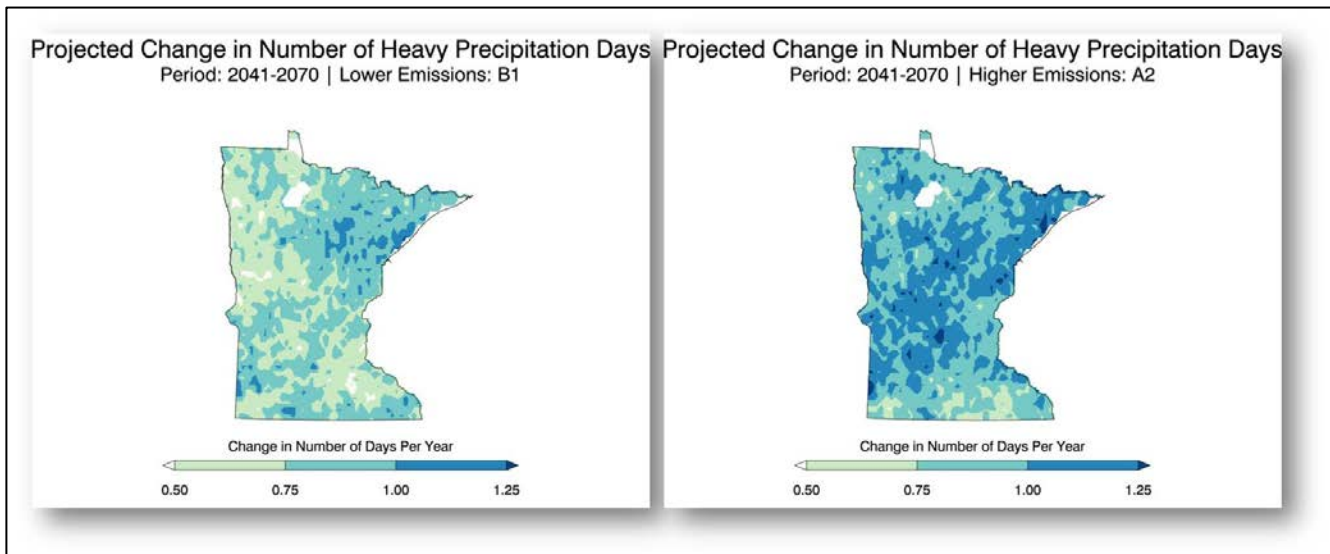 Projected Change in Number of Heavy Precipitation Days
Period: 2041-2070 | Lower Emissions: B1
Change in Number of Days Per Year
0.50 0.75 1.00 1.25
Projected Change in Number of Heavy Precipitation Days
Period: 2041-2070 | Higher Emissions: A2
Change in Number of Days Per Year
0.50 0.75 1.00 1.25